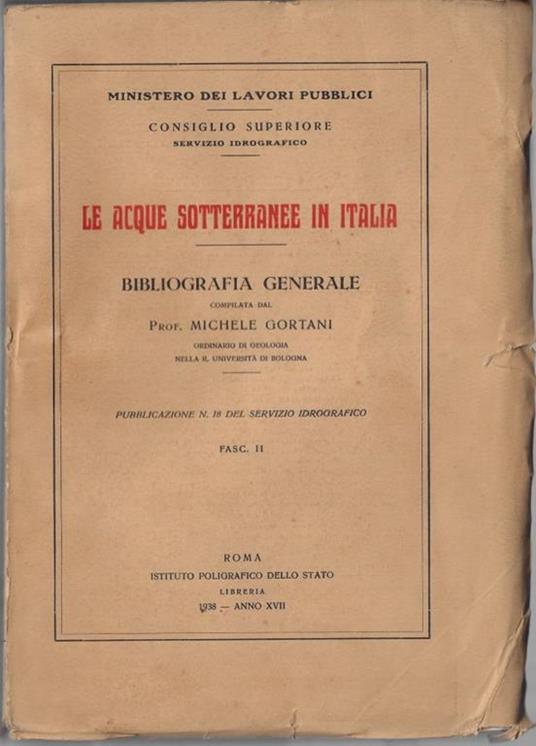 MINISTERO DEI LAVORI PUBBLICI
CONSIGLIO SUPERIORE
SERVIZIO IDROGRAFICO
LE ACQUE SOTTERRANEE IN ITALIA
BIBLIOGRAFIA GENERALE
COMPILATA DAL
PROF. MICHELE GORTANI
ORDINARIO DI GEOLOGIA
NELLA R. UNIVERSITÀ DI BOLOGNA
PUBBLICAZIONE N. 18 DEL SERVIZIO IDROGRAFICO
FASC. II
ROMA
ISTITUTO POLIGRAFICO DELLO STATO
LIBRERIA
1938 — ANNO XVII